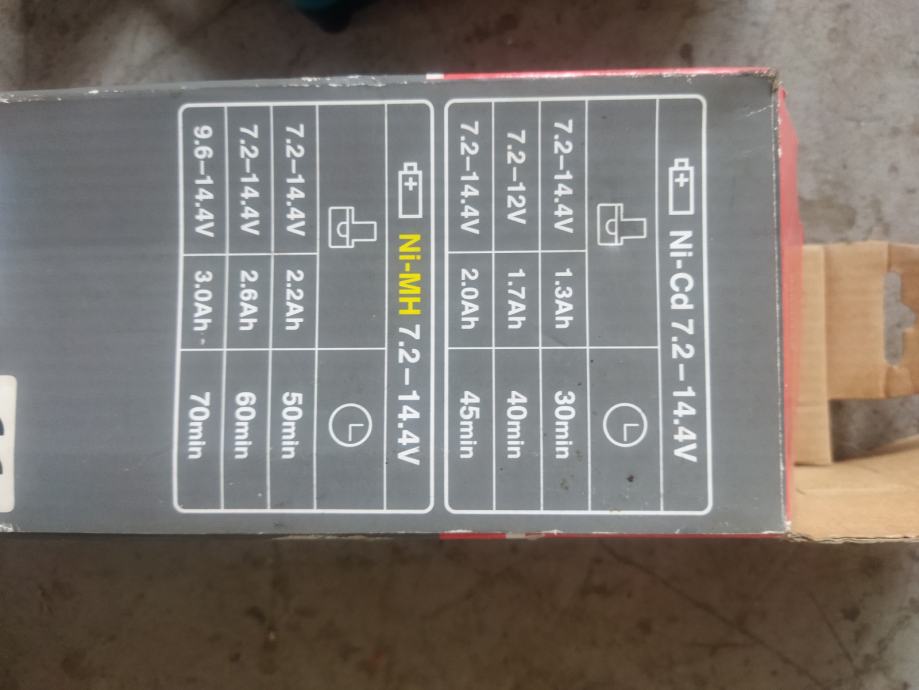 Ni-Cd 7.2–14.4V
7.2–14.4V 1.3Ah 30min
7.2–12V 1.7Ah 40min
7.2–14.4V 2.0Ah 45min
Ni-MH 7.2–14.4V
7.2–14.4V 2.2Ah 50min
7.2–14.4V 2.6Ah 60min
9.6–14.4V 3.0Ah 70min